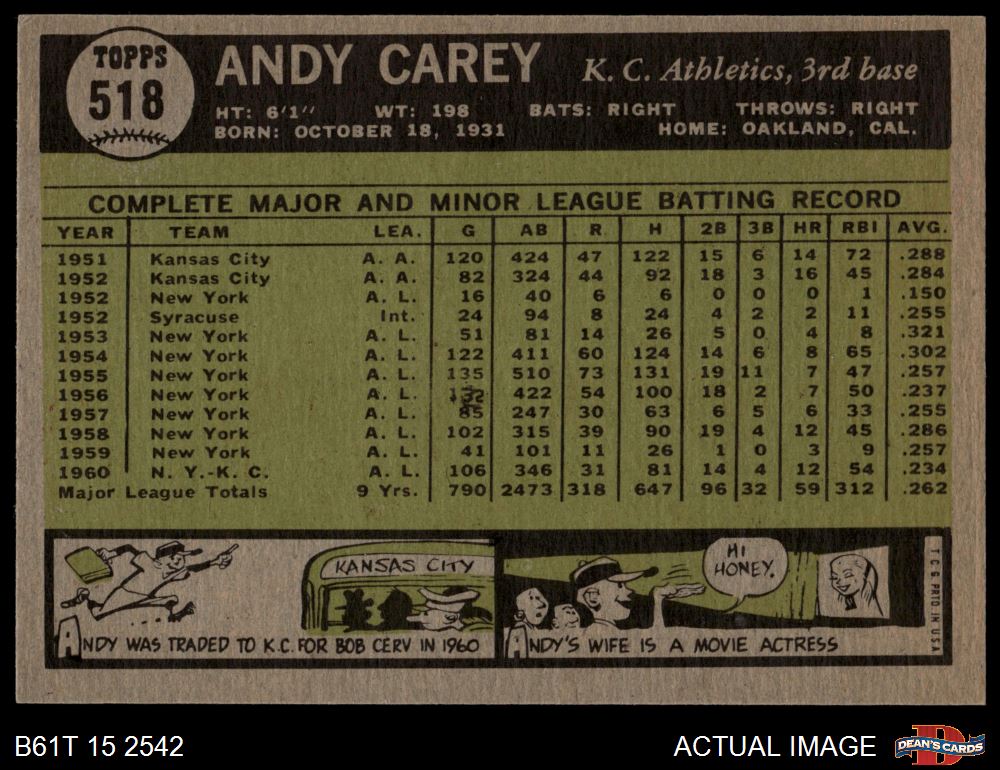 TOPPS
518
ANDY CAREY K. C. Athletics, 3rd base
HT: 6'1" WT: 198 BATS: RIGHT THROWS: RIGHT
BORN: OCTOBER 18, 1931 HOME: OAKLAND, CAL.
COMPLETE MAJOR AND MINOR LEAGUE BATTING RECORD
YEAR TEAM LEA. G AB R H 2B 3B HR RBI AVG.
1951 Kansas City A. A. 120 424 47 122 15 6 14 72 .288
1952 Kansas City A. A. 82 324 44 92 18 3 16 45 .284
1952 New York A. L. 16 40 6 6 0 0 0 1 .150
1952 Syracuse Int. 24 94 8 24 4 2 2 11 .255
1953 New York A. L. 51 81 14 26 5 0 4 8 .321
1954 New York A. L. 122 411 60 124 14 6 8 65 .302
1955 New York A. L. 135 510 73 131 19 11 7 47 .257
1956 New York A. L. 132 422 54 100 18 2 7 50 .237
1957 New York A. L. 85 247 30 63 6 5 6 33 .255
1958 New York A. L. 102 315 39 90 19 4 12 45 .286
1959 New York A. L. 41 101 11 26 1 0 3 9 .257
1960 N. Y.-K. C. A. L. 106 346 31 81 14 4 12 54 .234
Major League Totals 9 Yrs. 790 2473 318 647 96 32 59 312 .262
KANSAS CITY
ANDY WAS TRADED TO K.C. FOR BOB CERV IN 1960
HI
HONEY.
ANDY'S WIFE IS A MOVIE ACTRESS
T.C.G. PRTD. IN U.S.A.
B61T 15 2542 ACTUAL IMAGE
D
DEAN'S CARDS